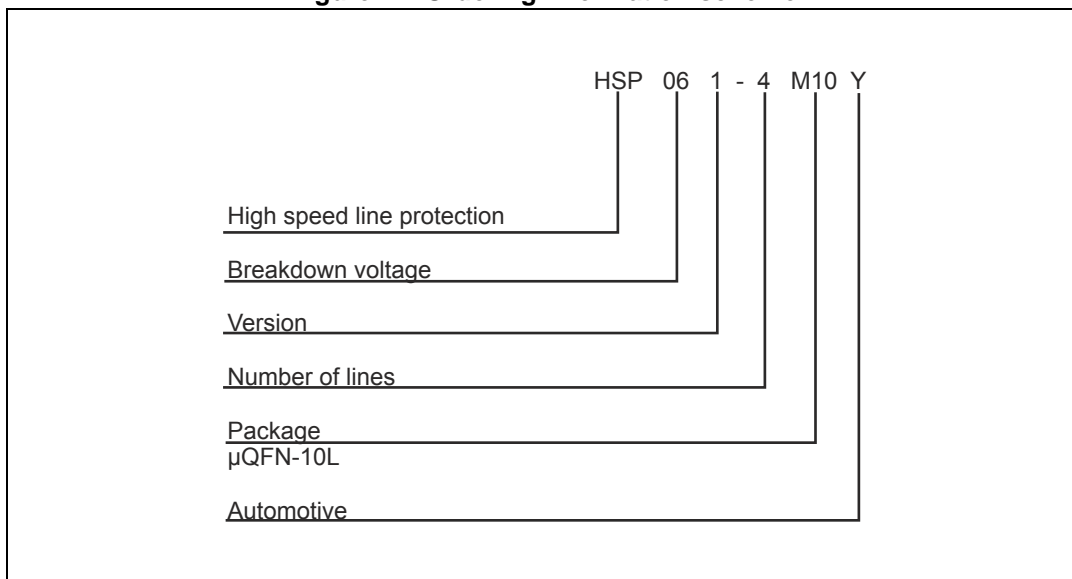 HSP 06 1 - 4 M10 Y
High speed line protection
Breakdown voltage
Version
Number of lines
Package
µQFN-10L
Automotive